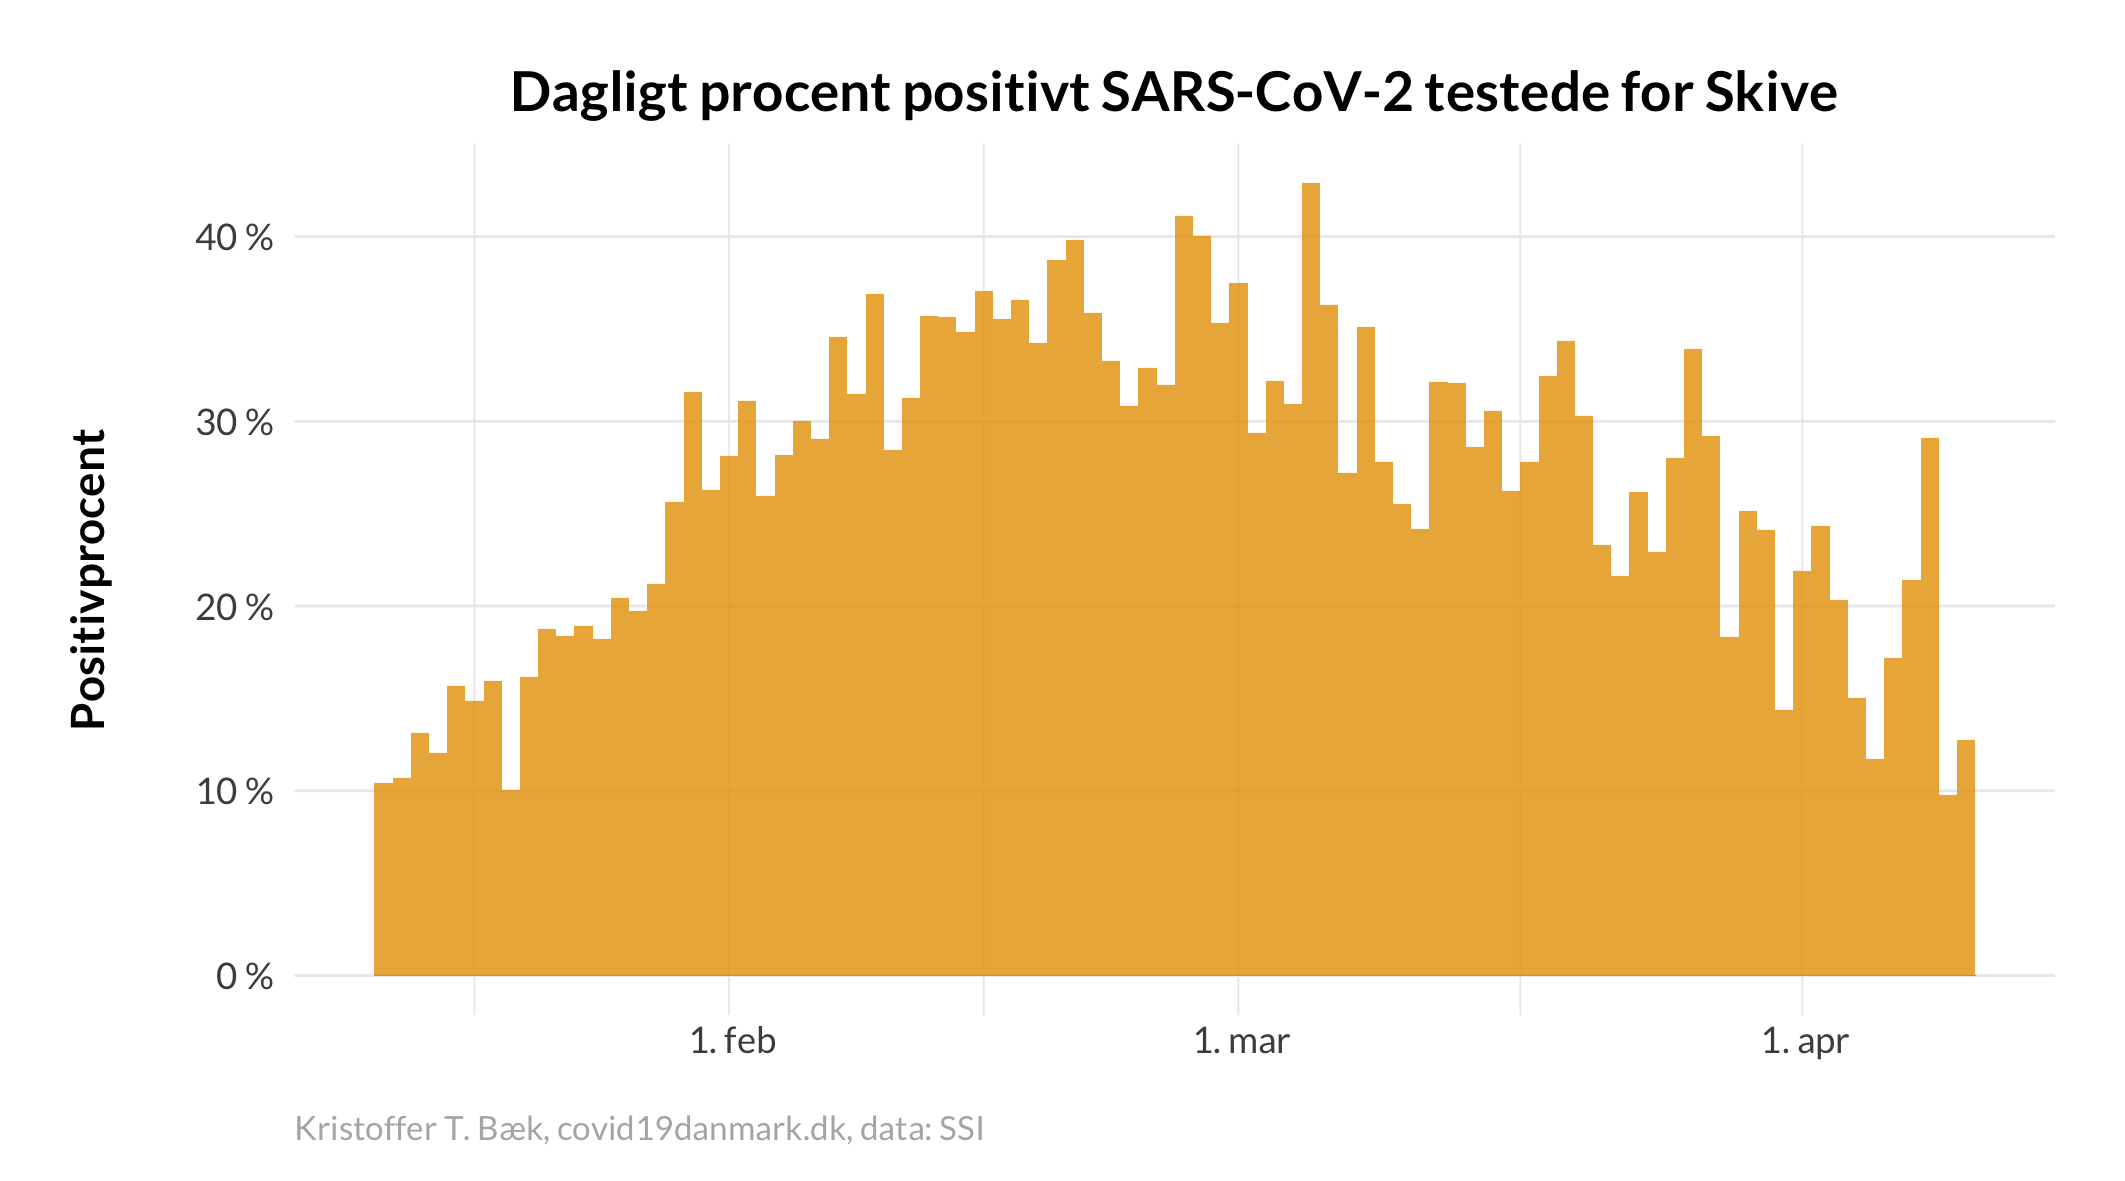 Dagligt procent positivt SARS-CoV-2 testede for Skive
Positivprocent
40 %
30 %
20 %
10 %
0 %
1. feb
1. mar
1. apr
Kristoffer T. Bæk, covid19danmark.dk, data: SSI